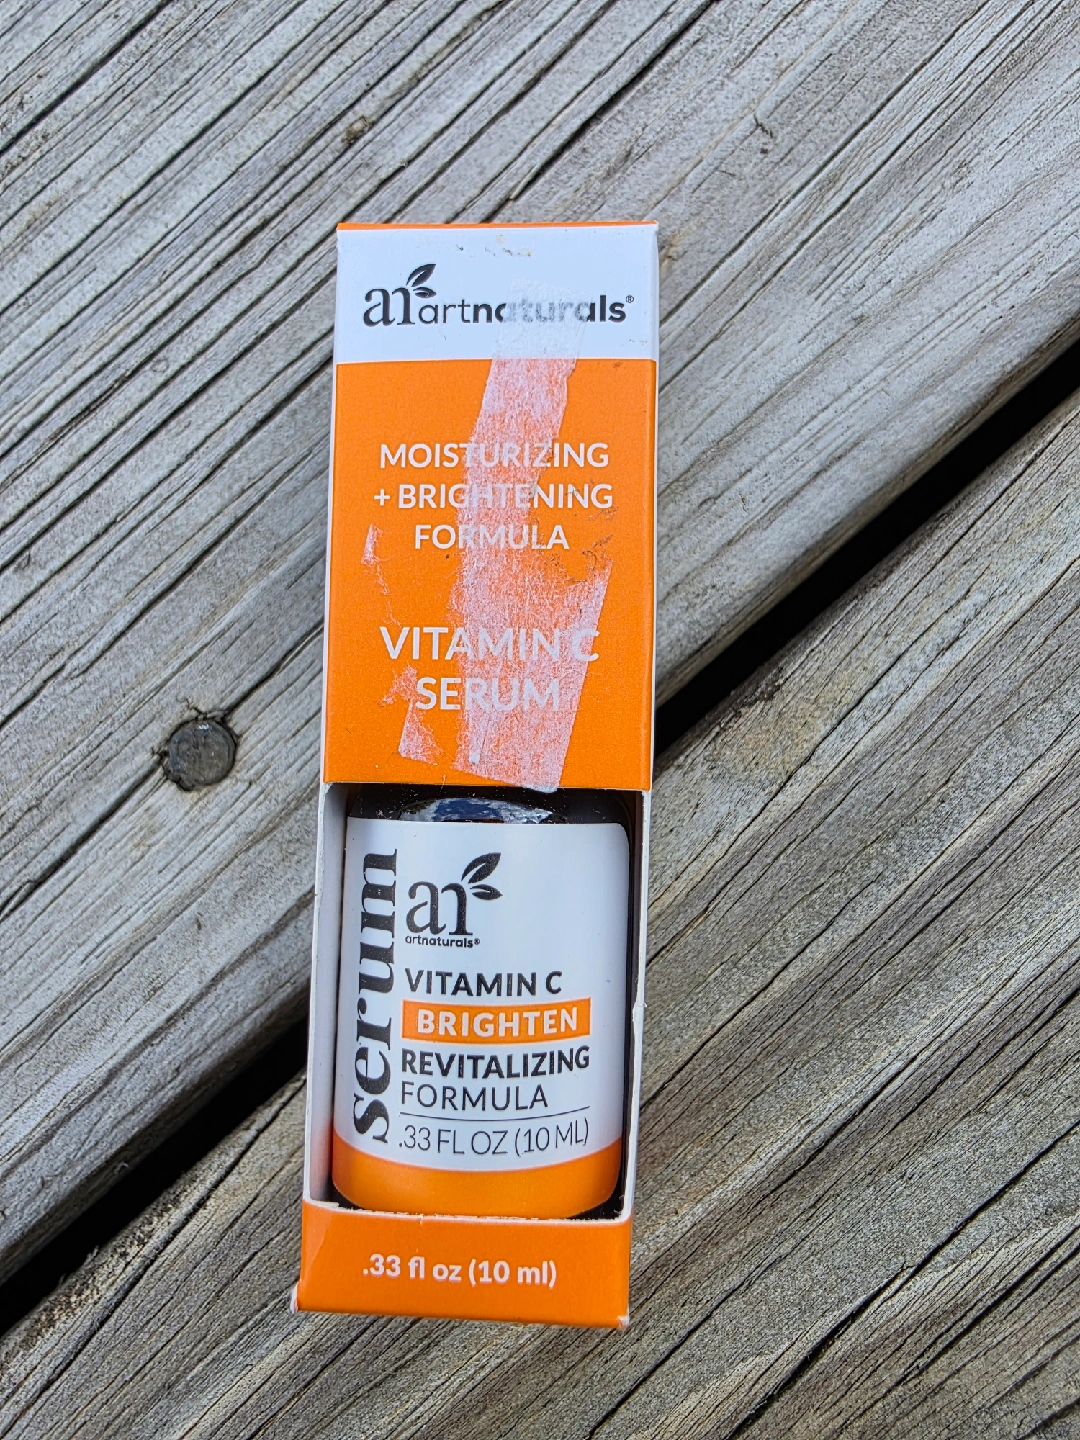 ar artnaturals®
MOISTURIZING
+ BRIGHTENING
FORMULA
VITAMIN C
SERUM
serum
ar
artnaturals®
VITAMIN C
BRIGHTEN
REVITALIZING
FORMULA
.33 FL OZ (10 ML)
.33 fl oz (10 ml)